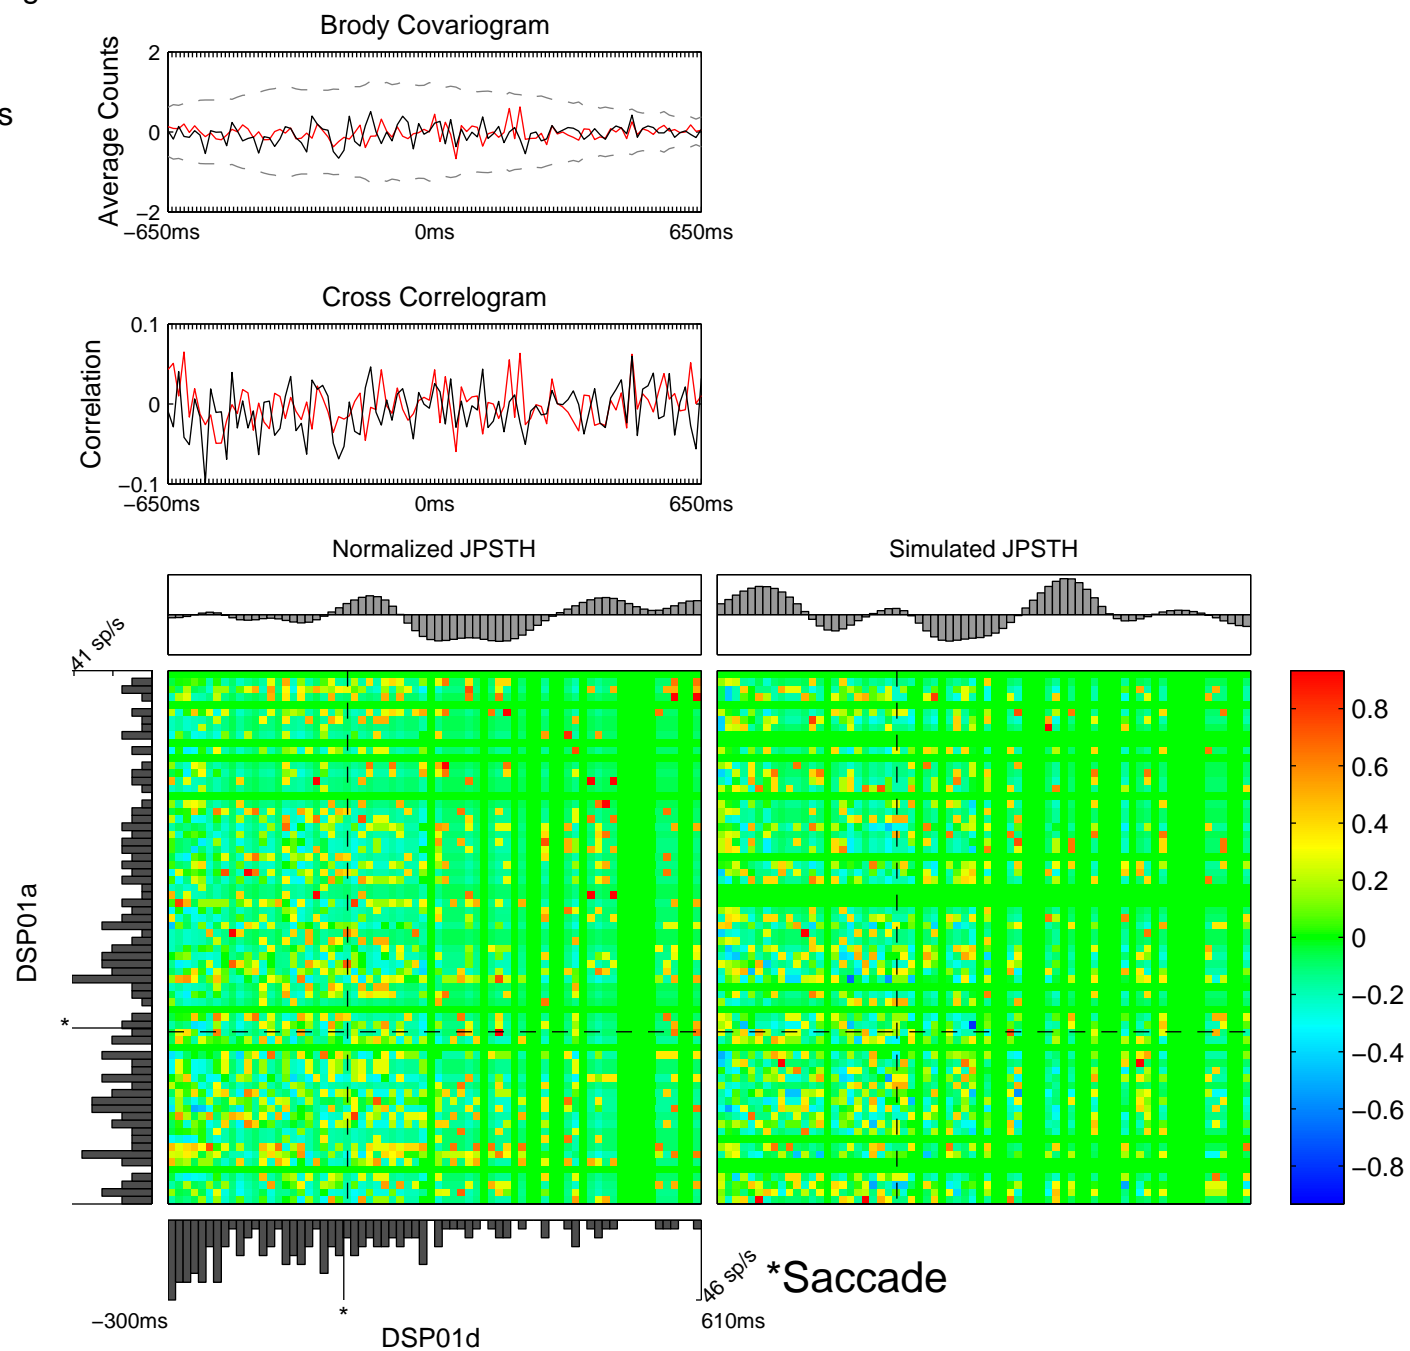 g
Brody Covariogram
s
Average Counts
2
0
−2
−650ms
0ms
650ms
Cross Correlogram
Correlation
0.1
0
−0.1
−650ms
0ms
650ms
Normalized JPSTH
Simulated JPSTH
41 sp/s
DSP01a
*
0.8
0.6
0.4
0.2
0
−0.2
−0.4
−0.6
−0.8
46 sp/s
*Saccade
*
−300ms
610ms
DSP01d